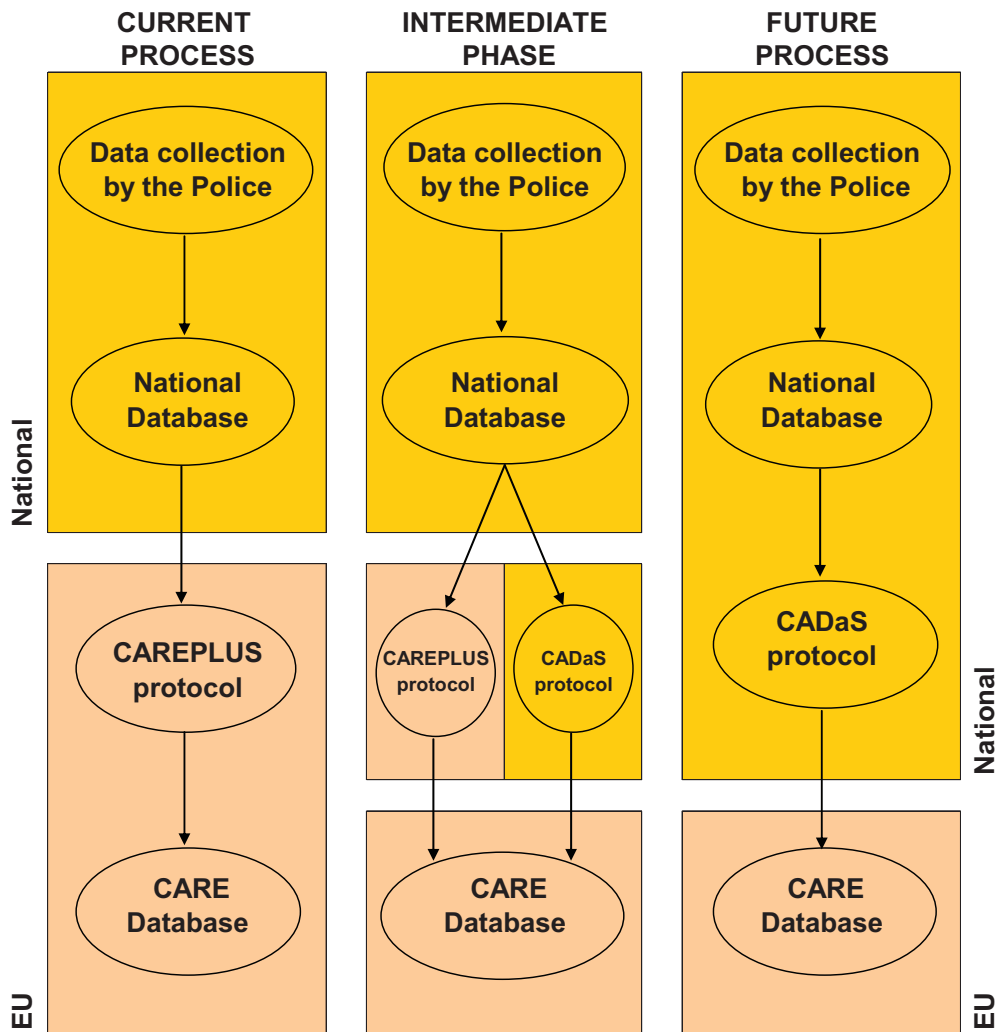 CURRENT
PROCESS
INTERMEDIATE
PHASE
FUTURE
PROCESS
Data collection
by the Police
Data collection
by the Police
Data collection
by the Police
National
Database
National
Database
National
Database
National
CAREPLUS
protocol
CAREPLUS
protocol
CADaS
protocol
CADaS
protocol
National
CARE
Database
CARE
Database
CARE
Database
EU
EU